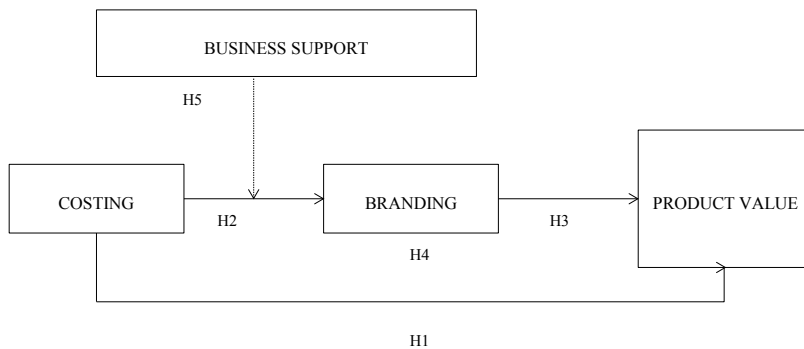 BUSINESS SUPPORT
H5
COSTING
BRANDING
PRODUCT VALUE
H2
H3
H4
H1